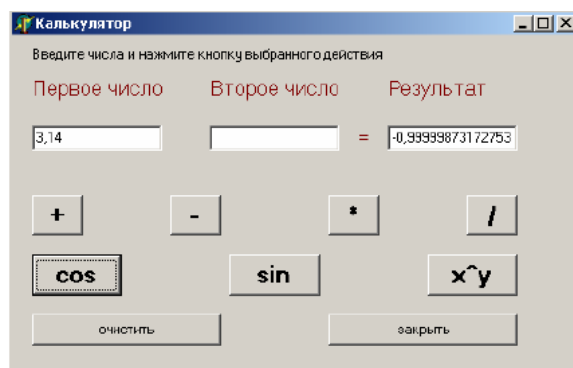 Калькулятор
Введите числа и нажмите кнопку выбранного действия
Первое число Второе число Результат
3,14 = -0,99999873172753
+ - * /
cos sin x^y
очистить закрыть